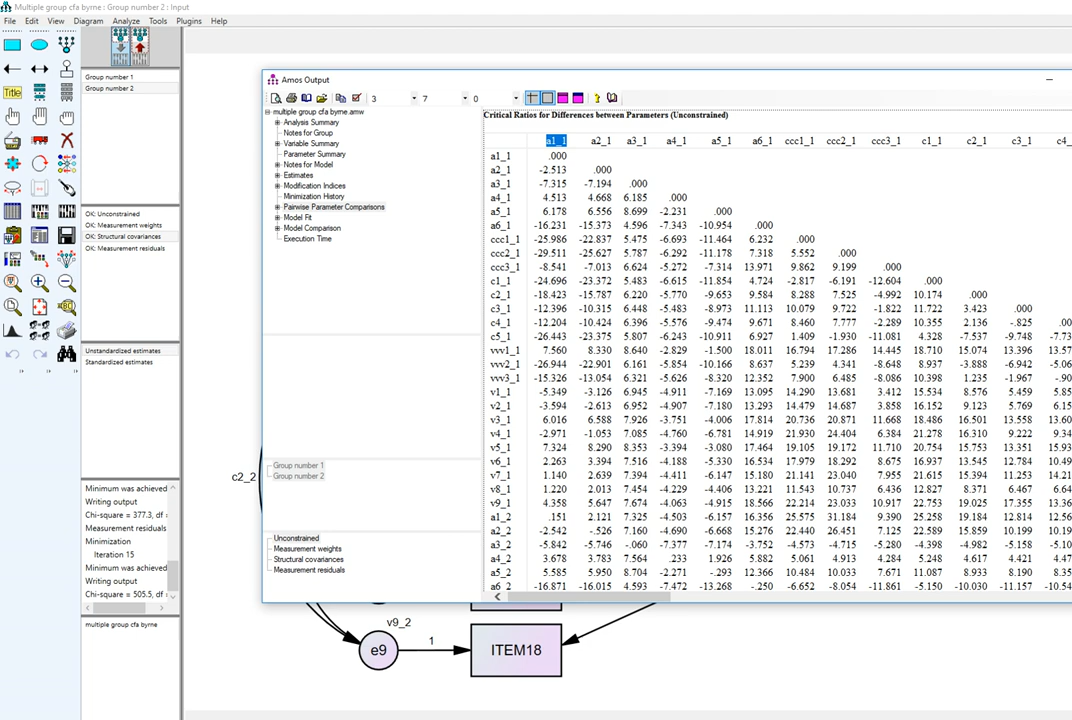 Multiple group cfa byrne : Group number 2 : Input
File Edit View Diagram Analyze Tools Plugins Help
Title
Group number 1
Group number 2
OK: Unconstrained
OK: Measurement weights
OK: Structural covariances
OK: Measurement residuals
Unstandardized estimates
Standardized estimates
Minimum was achieved
Writing output
Chi-square = 377.3, df
Measurement residuals
Minimization
Iteration 15
Minimum was achieved
Writing output
Chi-square = 505.5, df
multiple group cfa byrne
Amos Output
3 7 0
multiple group cfa byrne.amw
Analysis Summary
Notes for Group
Variable Summary
Parameter Summary
Notes for Model
Estimates
Modification Indices
Minimization History
Pairwise Parameter Comparisons
Model Fit
Model Comparison
Execution Time
Group number 1
Group number 2
Unconstrained
Measurement weights
Structural covariances
Measurement residuals
Critical Ratios for Differences between Parameters (Unconstrained)
a1_1 a2_1 a3_1 a4_1 a5_1 a6_1 ccc1_1 ccc2_1 ccc3_1 c1_1 c2_1 c3_1 c4_
a1_1 .000
a2_1 -2.513 .000
a3_1 -7.315 -7.194 .000
a4_1 4.513 4.668 6.185 .000
a5_1 6.178 6.556 8.699 -2.231 .000
a6_1 -16.231 -15.373 4.596 -7.343 -10.954 .000
ccc1_1 -25.986 -22.837 5.475 -6.693 -11.464 6.232 .000
ccc2_1 -29.511 -25.627 5.787 -6.292 -11.178 7.318 5.552 .000
ccc3_1 -8.541 -7.013 6.624 -5.272 -7.314 13.971 9.862 9.199 .000
c1_1 -24.696 -23.372 5.483 -6.615 -11.854 4.724 -2.817 -6.191 -12.604 .000
c2_1 -18.423 -15.787 6.220 -5.770 -9.653 9.584 8.288 7.525 -4.992 10.174 .000
c3_1 -12.396 -10.315 6.448 -5.483 -8.973 11.113 10.079 9.722 -1.822 11.722 3.423 .000
c4_1 -12.204 -10.424 6.396 -5.576 -9.474 9.671 8.460 7.777 -2.289 10.355 2.136 -.825 .00
c5_1 -26.443 -23.375 5.807 -6.243 -10.911 6.927 1.409 -1.930 -11.081 4.328 -7.537 -9.748 -7.73
vvv1_1 7.560 8.330 8.640 -2.829 -1.500 18.011 16.794 17.286 14.445 18.710 15.074 13.396 13.57
vvv2_1 -26.944 -22.901 6.161 -5.854 -10.166 8.637 5.239 4.341 -8.648 8.937 -3.888 -6.942 -5.06
vvv3_1 -15.326 -13.054 6.321 -5.626 -8.320 12.352 7.900 6.485 -8.086 10.398 1.235 -1.967 -.90
v1_1 -5.349 -3.126 6.945 -4.911 -7.169 13.095 14.290 13.681 3.412 15.534 8.576 5.459 5.85
v2_1 -3.594 -2.613 6.952 -4.907 -7.180 13.293 14.479 14.687 3.858 16.152 9.123 5.769 6.15
v3_1 6.016 6.588 7.926 -3.751 -4.006 17.814 20.736 20.871 11.668 18.486 16.501 13.558 13.60
v4_1 -2.971 -1.053 7.085 -4.760 -6.781 14.919 21.930 24.404 6.384 21.278 16.310 9.222 9.34
v5_1 7.324 8.290 8.353 -3.394 -3.080 17.464 19.105 19.172 11.710 20.754 15.753 13.351 15.93
v6_1 2.263 3.394 7.516 -4.188 -5.330 16.534 17.979 18.292 8.675 16.937 13.545 12.784 10.49
v7_1 1.140 2.639 7.394 -4.411 -6.147 15.180 21.141 23.040 7.955 21.615 15.394 11.253 14.21
v8_1 1.220 2.013 7.454 -4.229 -4.406 13.221 11.543 10.737 6.436 12.827 8.371 6.467 6.64
v9_1 4.358 5.647 7.674 -4.063 -4.915 18.566 22.214 23.033 10.917 22.753 19.025 17.355 13.36
a1_2 .151 2.121 7.325 -4.503 -6.157 16.356 25.575 31.184 9.390 25.258 19.184 12.814 12.56
a2_2 -2.542 -.526 7.160 -4.690 -6.668 15.276 22.440 26.451 7.125 22.589 15.859 10.199 10.19
a3_2 -5.842 -5.746 -.060 -7.377 -7.174 -3.752 -4.573 -4.715 -5.280 -4.398 -4.982 -5.158 -5.10
a4_2 3.678 3.783 7.564 .233 1.926 5.882 5.061 4.913 4.284 5.248 4.617 4.421 4.47
a5_2 5.585 5.950 8.704 -2.271 -.293 12.366 10.484 10.033 7.671 11.087 8.933 8.190 8.35
a6_2 -16.871 -16.015 4.593 -7.472 -13.268 -.250 -6.652 -8.054 -11.861 -5.150 -10.030 -11.157 -10.54
c2_2
v9_2
e9
1
ITEM18